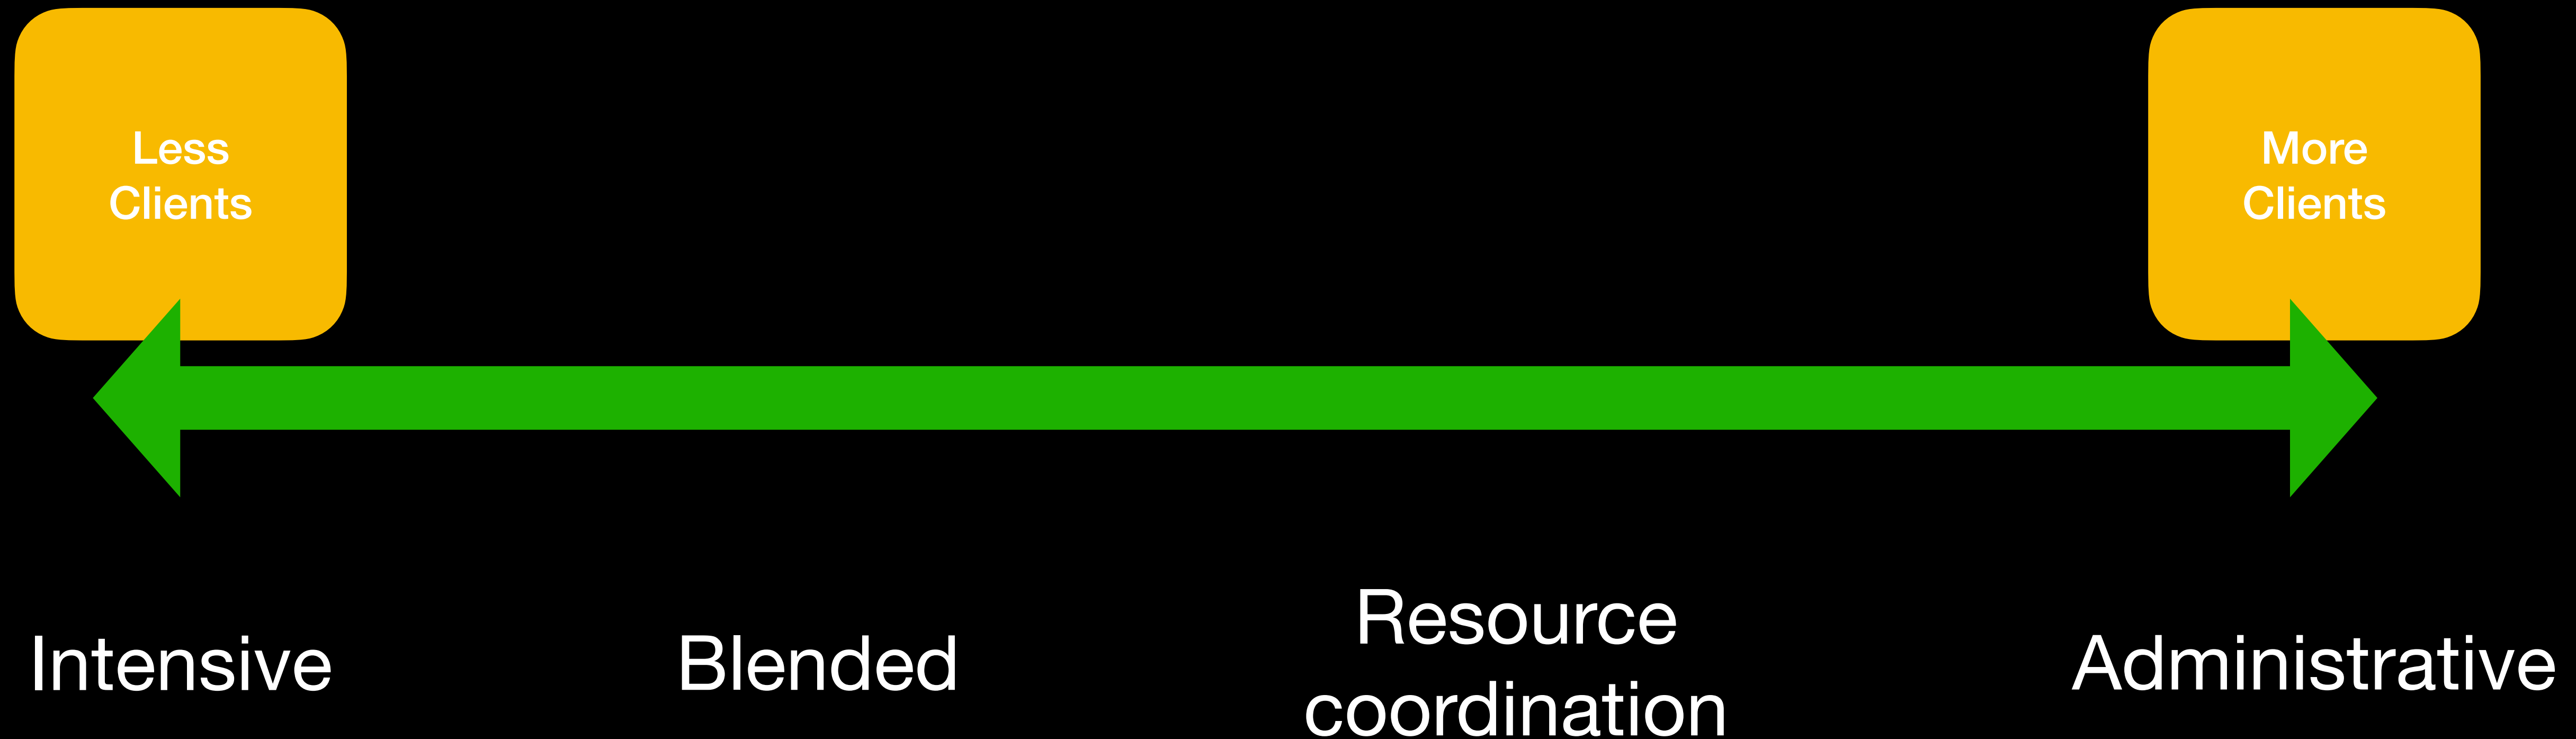 Less
Clients
More
Clients
Intensive
Blended
Resource
coordination
Administrative